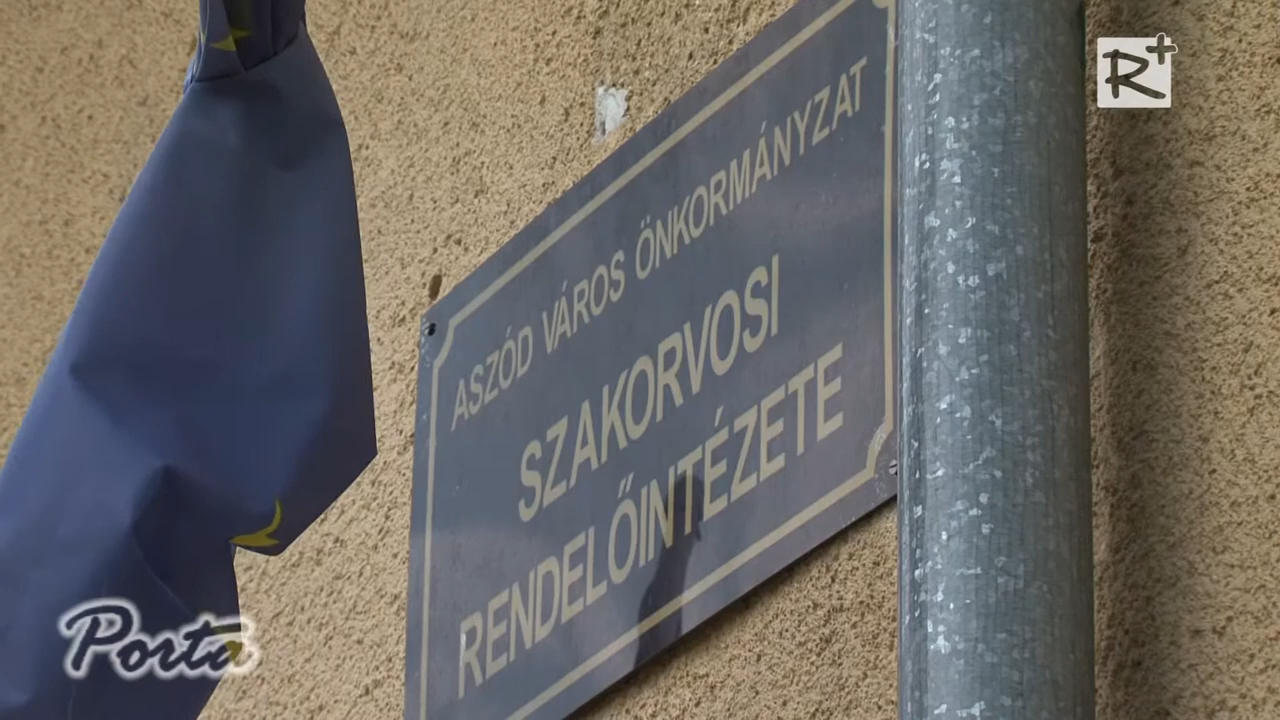 R+
ASZÓD VÁROS ÖNKORMÁNYZAT
SZAKORVOSI
RENDELŐINTÉZETE
Porta